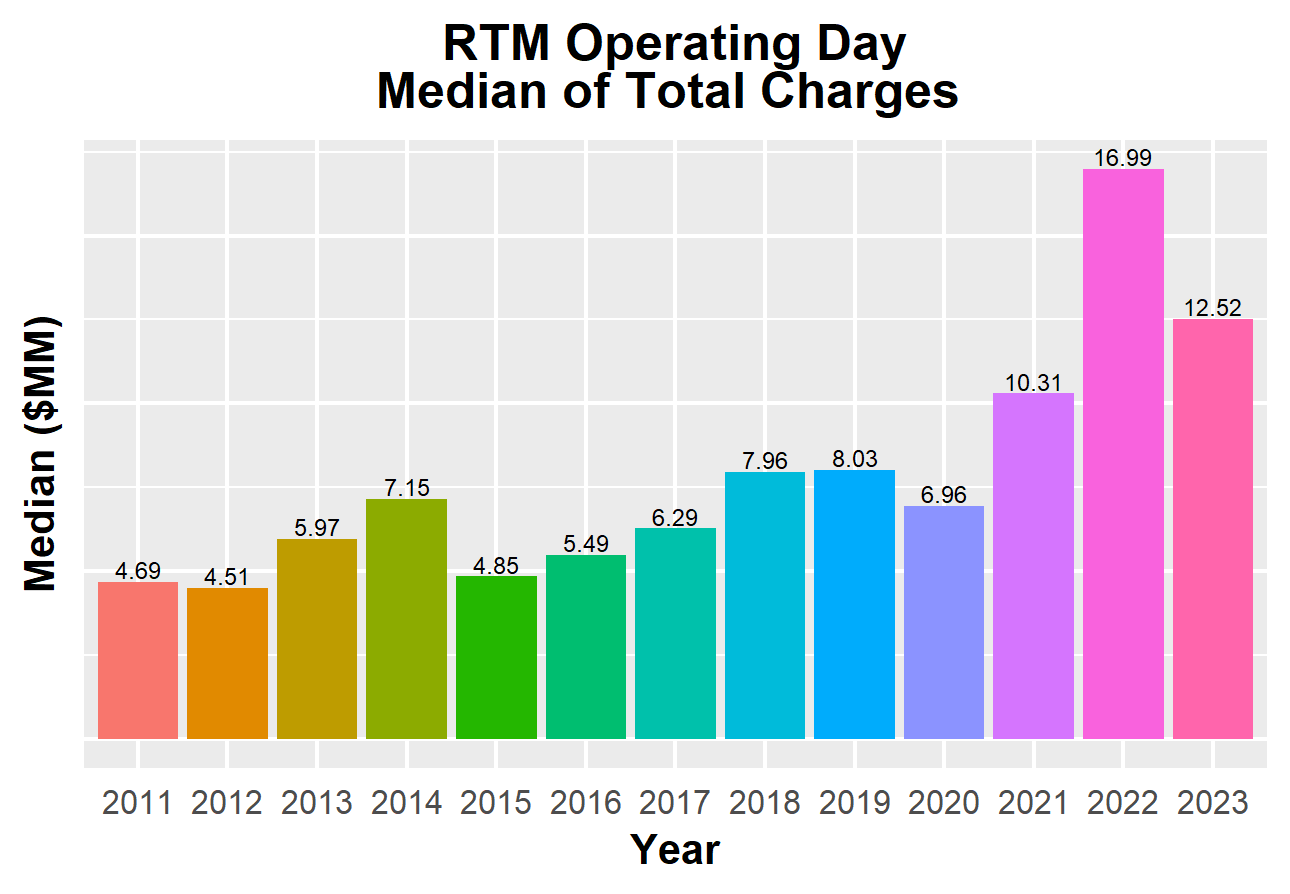 RTM Operating Day
Median of Total Charges
Median ($MM)
16.99
12.52
10.31
7.96
8.03
7.15
6.96
6.29
5.97
5.49
4.69
4.51
4.85
2011 2012 2013 2014 2015 2016 2017 2018 2019 2020 2021 2022 2023
Year